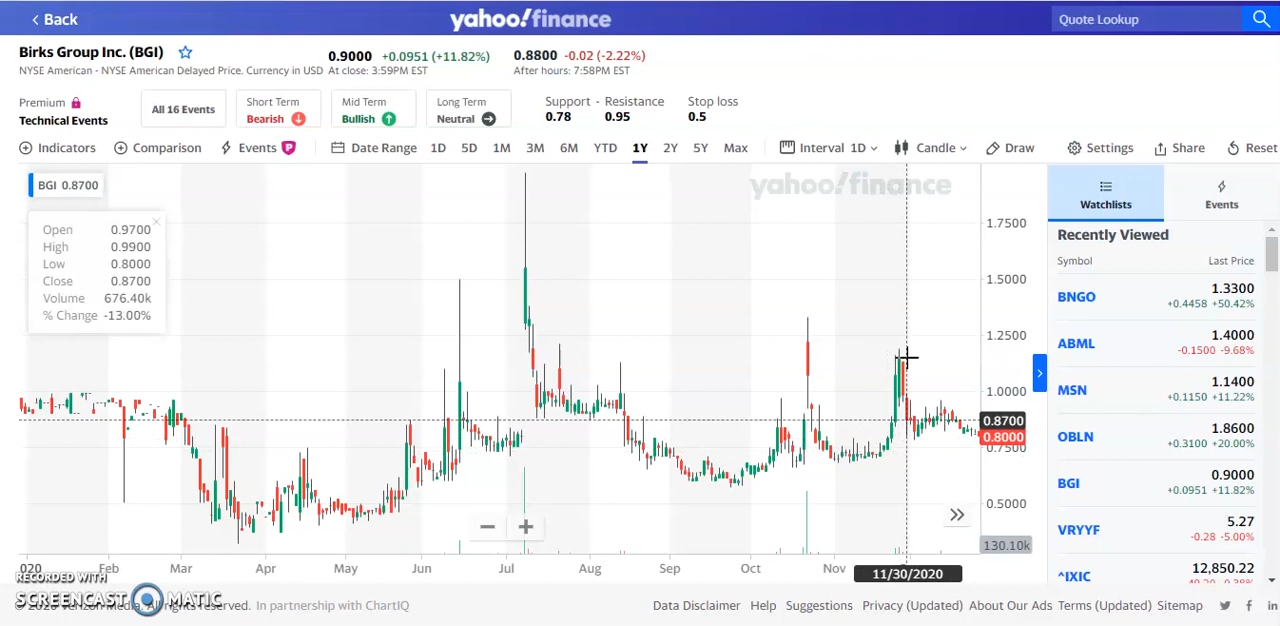 Back
yahoo!finance
Quote Lookup
Birks Group Inc. (BGI)
NYSE American - NYSE American Delayed Price. Currency in USD
0.9000 +0.0951 (+11.82%)
At close: 3:59PM EST
0.8800 -0.02 (-2.22%)
After hours: 7:58PM EST
Premium
Technical Events
All 16 Events
Short Term
Bearish
Mid Term
Bullish
Long Term
Neutral
Support - Resistance
0.78 0.95
Stop loss
0.5
Indicators Comparison Events P Date Range 1D 5D 1M 3M 6M YTD 1Y 2Y 5Y Max Interval 1D Candle Draw Settings Share Reset
BGI 0.8700
yahoo!finance
Open 0.9700
High 0.9900
Low 0.8000
Close 0.8700
Volume 676.40k
% Change -13.00%
1.7500
1.5000
1.2500
1.0000
0.8700
0.8000
0.7500
0.5000
130.10k
020 Feb Mar Apr May Jun Jul Aug Sep Oct Nov 11/30/2020
Watchlists
Events
Recently Viewed
Symbol Last Price
BNGO 1.3300
+0.4458 +50.42%
ABML 1.4000
-0.1500 -9.68%
MSN 1.1400
+0.1150 +11.22%
OBLN 1.8600
+0.3100 +20.00%
BGI 0.9000
+0.0951 +11.82%
VRYYF 5.27
-0.28 -5.00%
^IXIC 12,850.22
RECORDED WITH
SCREENCAST MATIC
All rights reserved. In partnership with ChartIQ
Data Disclaimer Help Suggestions Privacy (Updated) About Our Ads Terms (Updated) Sitemap